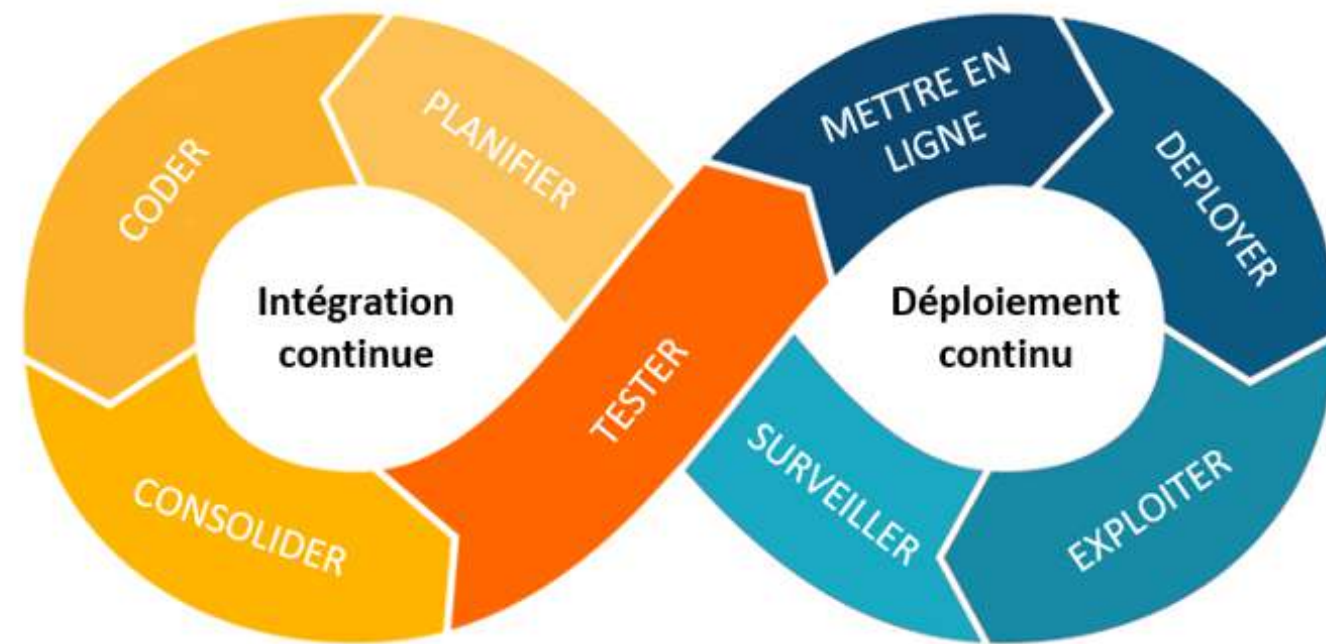 PLANIFIER
CODER
CONSOLIDER
TESTER
METTRE EN
LIGNE
DEPLOYER
EXPLOITER
SURVEILLER
Intégration
continue
Déploiement
continu